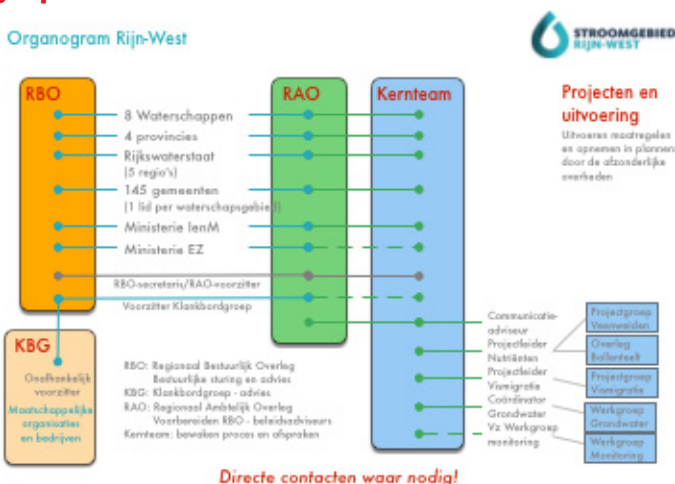 Organogram Rijn-West
STROOMGEBIED
RIJN-WEST
RBO
RAO
Kernteam
8 Waterschappen
4 provincies
Rijkswaterstaat
(5 regio's)
145 gemeenten
(1 lid per waterschapsgebied)
Ministerie IenM
Ministerie EZ
RBO-secretaris/RAO-voorzitter
Voorzitter Klankbordgroep
Projecten en
uitvoering
Uitvoeren maatregelen
en opnemen in plannen
door de afzonderlijke
overheden
KBG
Onafhankelijk
voorzitter
Maatschappelijke
organisaties
en bedrijven
RBO: Regionaal Bestuurlijk Overleg
Bestuurlijke sturing en advies
KBG: Klankbordgroep - advies
RAO: Regionaal Ambtelijk Overleg
Voorbereiden RBO - beleidsadviseurs
Kernteam: bewaken proces en afspraken
Communicatie-
adviseur
Projectleider
Nutriënten
Projectleider
Vismigratie
Coördinator
Grondwater
Vz Werkgroep
monitoring
Projectgroep
Veenweiden
Overleg
Bollenteelt
Projectgroep
Vismigratie
Werkgroep
Grondwater
Werkgroep
Monitoring
Directe contacten waar nodig!